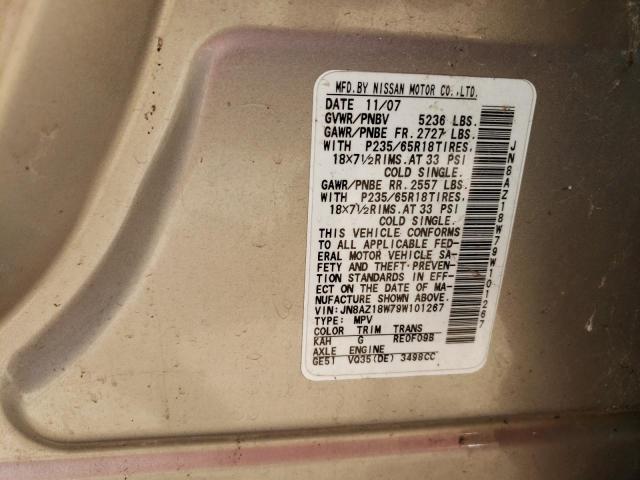 MFD.BY NISSAN MOTOR CO.,LTD.
DATE 11/07
GVWR/PNBV 5236 LBS.
GAWR/PNBE FR. 2727 LBS.
WITH P235/65R18TIRES,
18×7½RIMS.AT 33 PSI
COLD SINGLE.
GAWR/PNBE RR. 2557 LBS.
WITH P235/65R18TIRES,
18×7½RIMS.AT 33 PSI
COLD SINGLE.
THIS VEHICLE CONFORMS
TO ALL APPLICABLE FED-
ERAL MOTOR VEHICLE SA-
FETY AND THEFT PREVEN-
TION STANDARDS IN EFF-
ECT ON THE DATE OF MA-
NUFACTURE SHOWN ABOVE.
VIN:JN8AZ18W79W101267
TYPE: MPV
COLOR TRIM TRANS
KAH G RE0F09B
AXLE ENGINE
GE51 VQ35(DE) 3498CC
JN8AZ18W79W101267